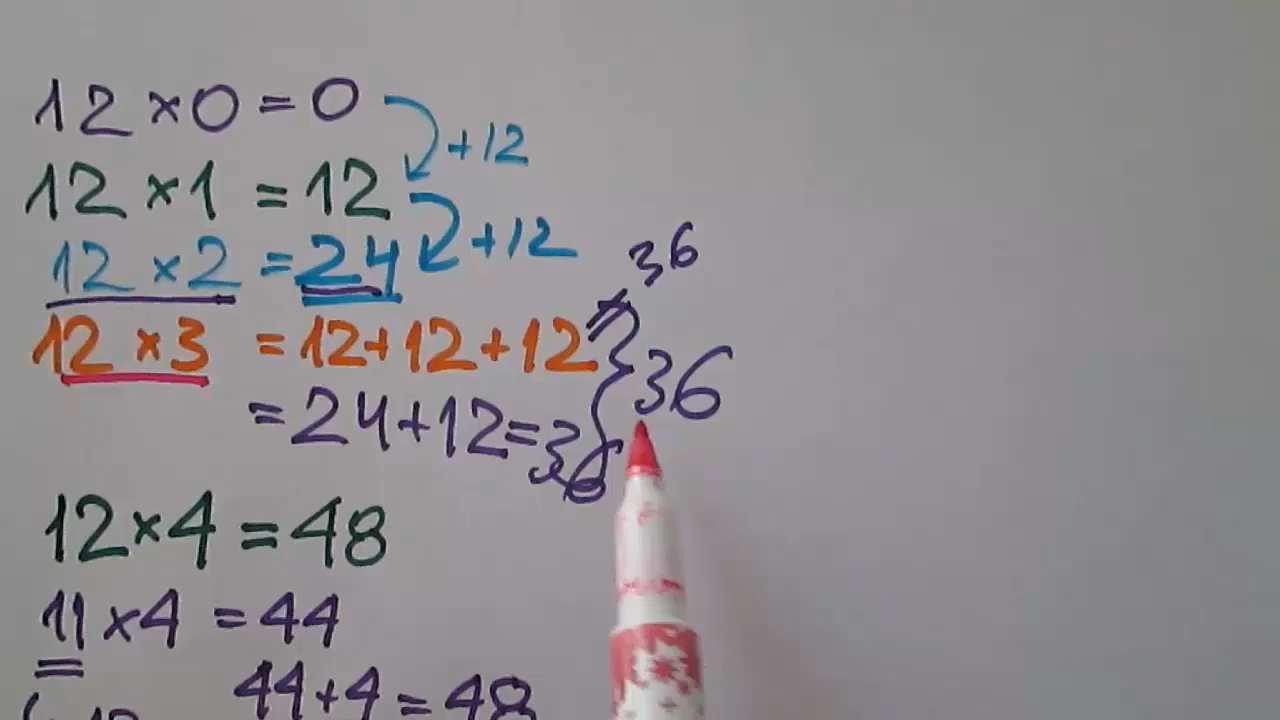 12 × 0 = 0
+12
12 × 1 = 12
+12
12 × 2 = 24
36
12 × 3 = 12 + 12 + 12
36
= 24 + 12 = 36
12 × 4 = 48
11 × 4 = 44
44 + 4 = 48